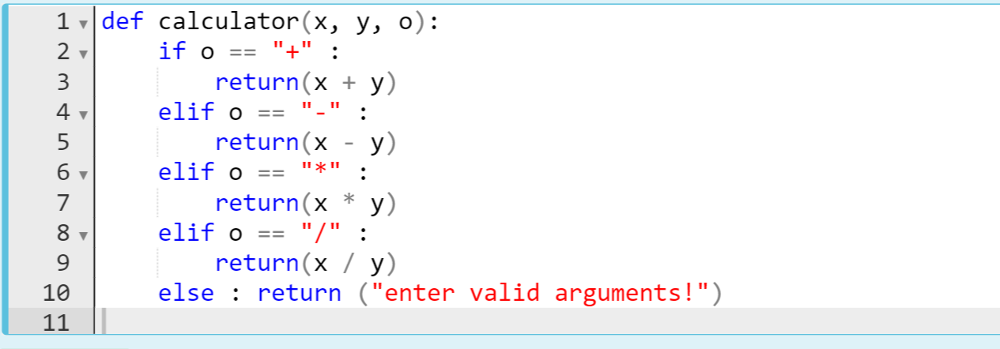 1 def calculator(x, y, o):
2     if o == "+" :
3         return(x + y)
4     elif o == "-" :
5         return(x - y)
6     elif o == "*" :
7         return(x * y)
8     elif o == "/" :
9         return(x / y)
10     else : return ("enter valid arguments!")
11